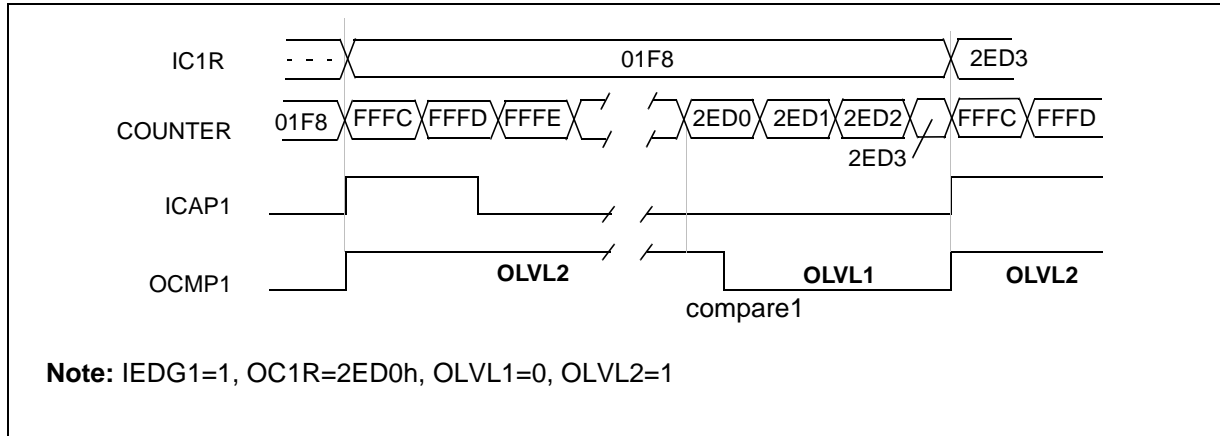 IC1R - - - 01F8 2ED3
COUNTER 01F8 FFFC FFFD FFFE 2ED0 2ED1 2ED2 FFFC FFFD
2ED3
ICAP1
OCMP1 OLVL2 OLVL1 OLVL2
compare1
Note: IEDG1=1, OC1R=2ED0h, OLVL1=0, OLVL2=1